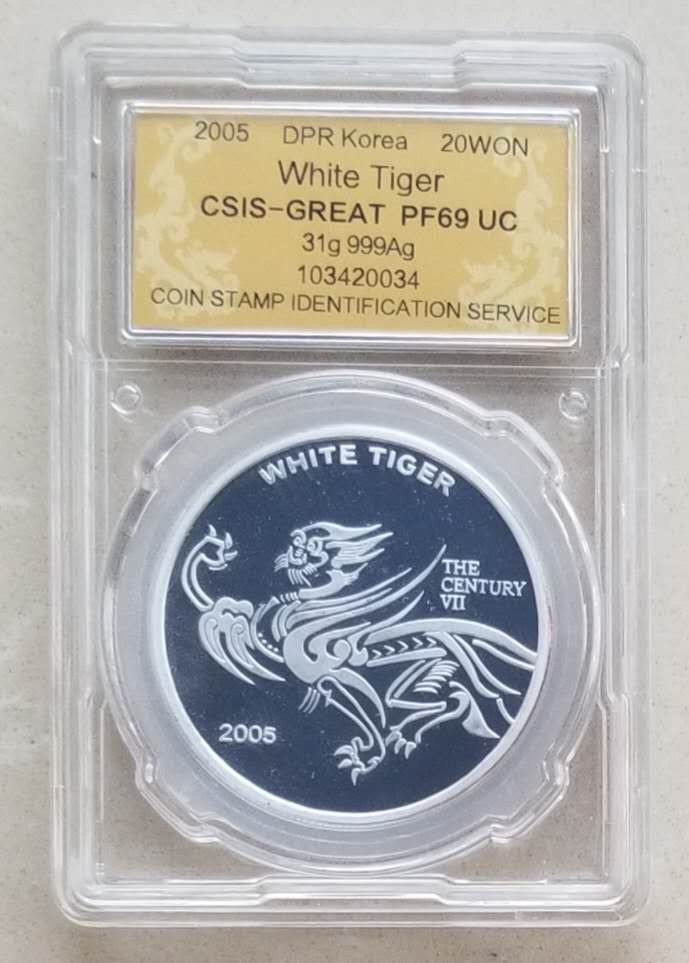 2005 DPR Korea 20WON
White Tiger
CSIS-GREAT PF69 UC
31g 999Ag
103420034
COIN STAMP IDENTIFICATION SERVICE
WHITE TIGER
THE
CENTURY
VII
2005